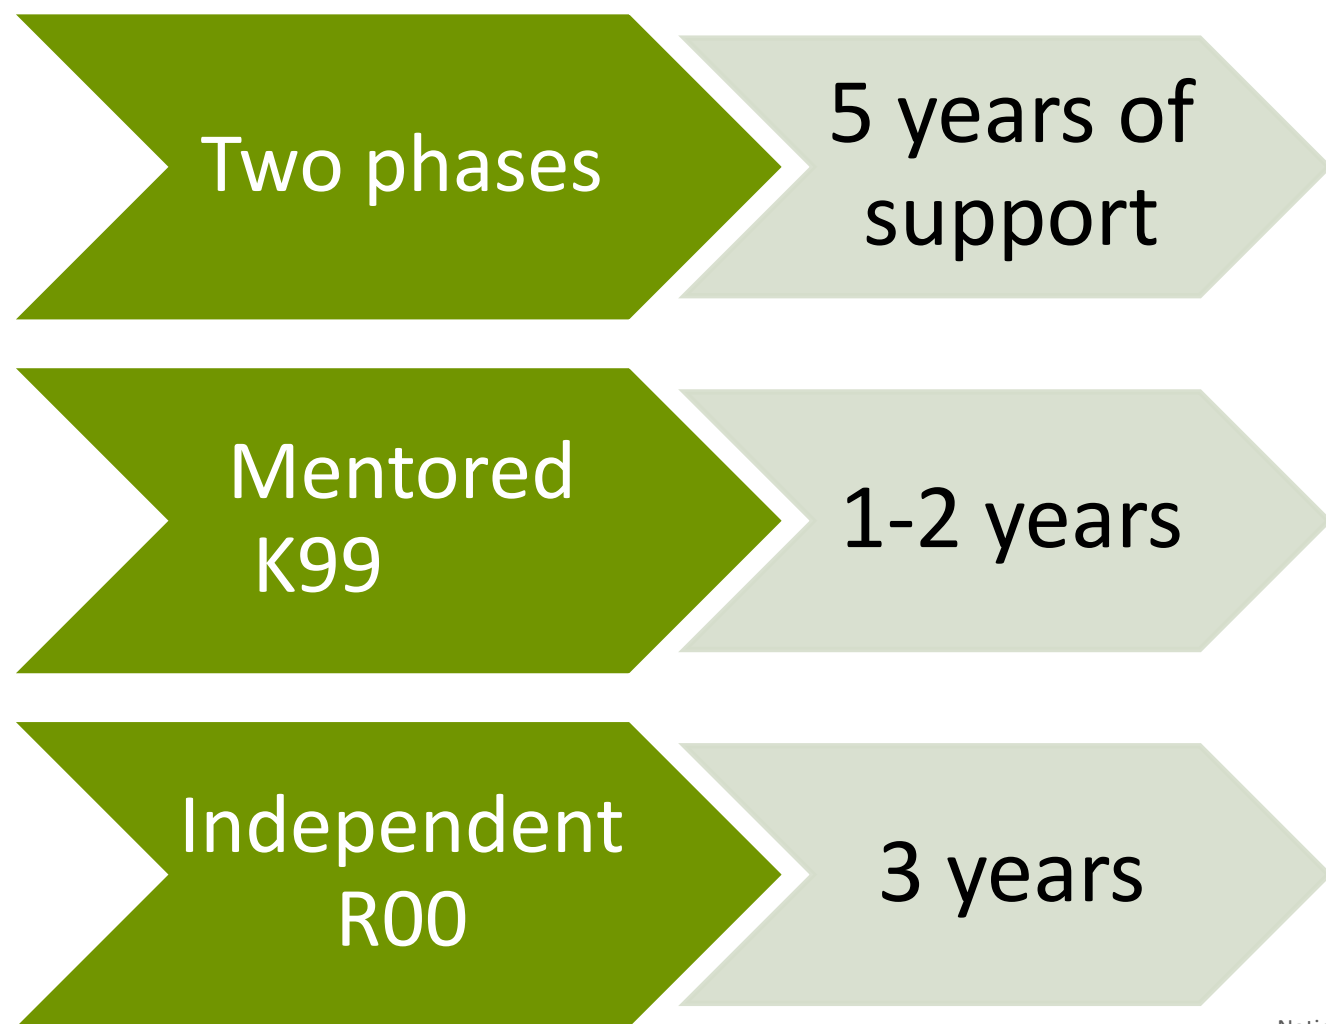 Two phases
5 years of
support
Mentored
K99
1-2 years
Independent
R00
3 years